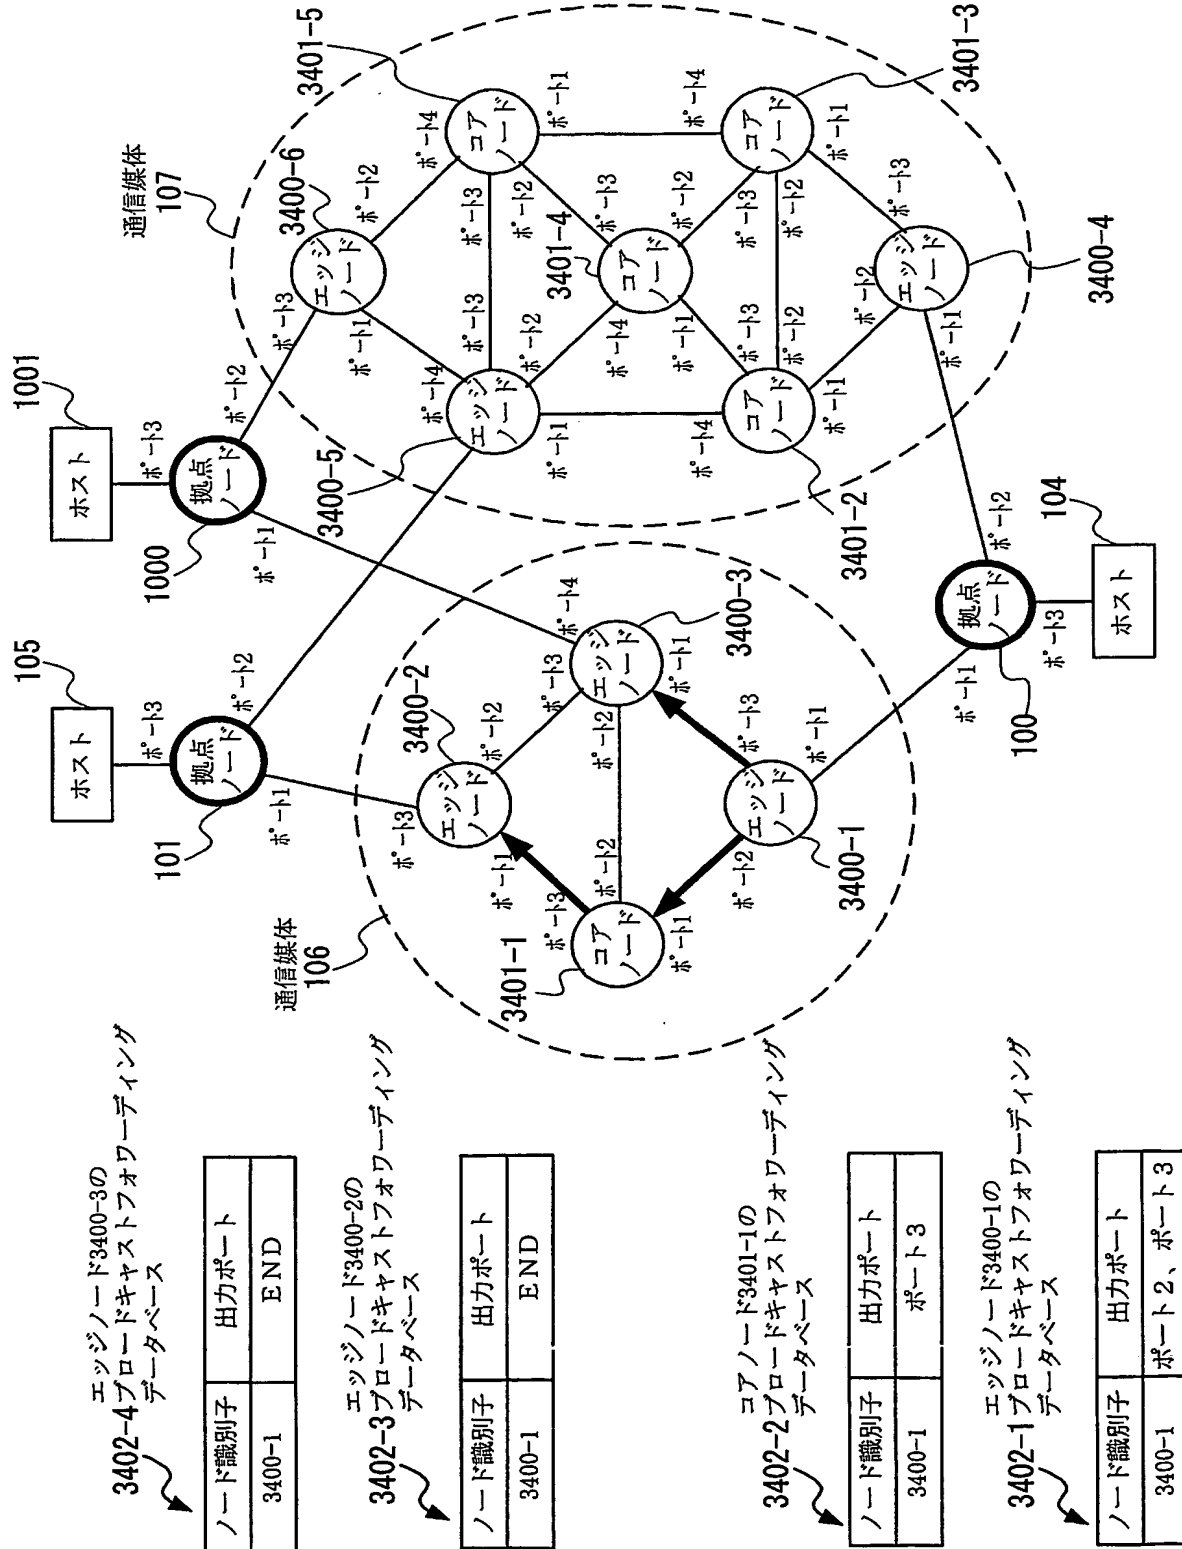 エッジノード3400-3の
3402-4 ブロードキャストフォワーディング
データベース
ノード識別子 出力ポート
3400-1 END
エッジノード3400-2の
3402-3 ブロードキャストフォワーディング
データベース
ノード識別子 出力ポート
3400-1 END
コアノード3401-1の
3402-2 ブロードキャストフォワーディング
データベース
ノード識別子 出力ポート
3400-1 ポート3
エッジノード3400-1の
3402-1 ブロードキャストフォワーディング
データベース
ノード識別子 出力ポート
3400-1 ポート2、ポート3
105
ホスト
ポート3
拠点
ノード
101
ポート1
ポート2
1001
ホスト
ポート3
拠点
ノード
1000
ポート1
ポート2
通信媒体
106
エッジ
ノード
3400-2
ポート3
ポート1
ポート2
コア
ノード
3401-1
ポート3
ポート2
ポート1
エッジ
ノード
3400-3
ポート4
ポート3
ポート2
ポート1
エッジ
ノード
3400-1
ポート2
ポート3
ポート1
通信媒体
107
エッジ
ノード
3400-6
ポート3
ポート1
ポート2
エッジ
ノード
3400-5
ポート4
ポート3
ポート2
ポート1
コア
ノード
3401-5
ポート4
ポート3
ポート2
ポート1
コア
ノード
3401-4
ポート3
ポート4
ポート1
ポート2
コア
ノード
3401-2
ポート4
ポート3
ポート2
ポート1
コア
ノード
3401-3
ポート4
ポート3
ポート2
ポート1
エッジ
ノード
3400-4
ポート2
ポート3
ポート1
拠点
ノード
100
ポート1
ポート2
ポート3
ホスト
104